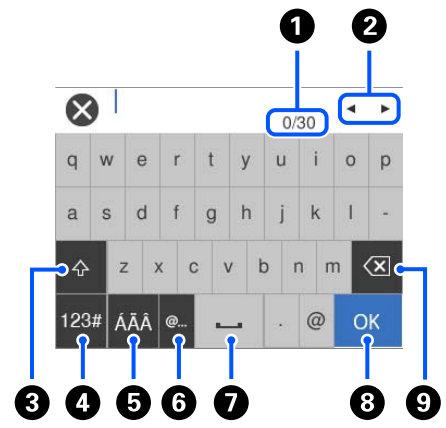 1 2
0/30 ◄ ►
q w e r t y u i o p
a s d f g h j k l -
z x c v b n m
123# ÁÃÂ @... . @ OK
3 4 5 6 7 8 9